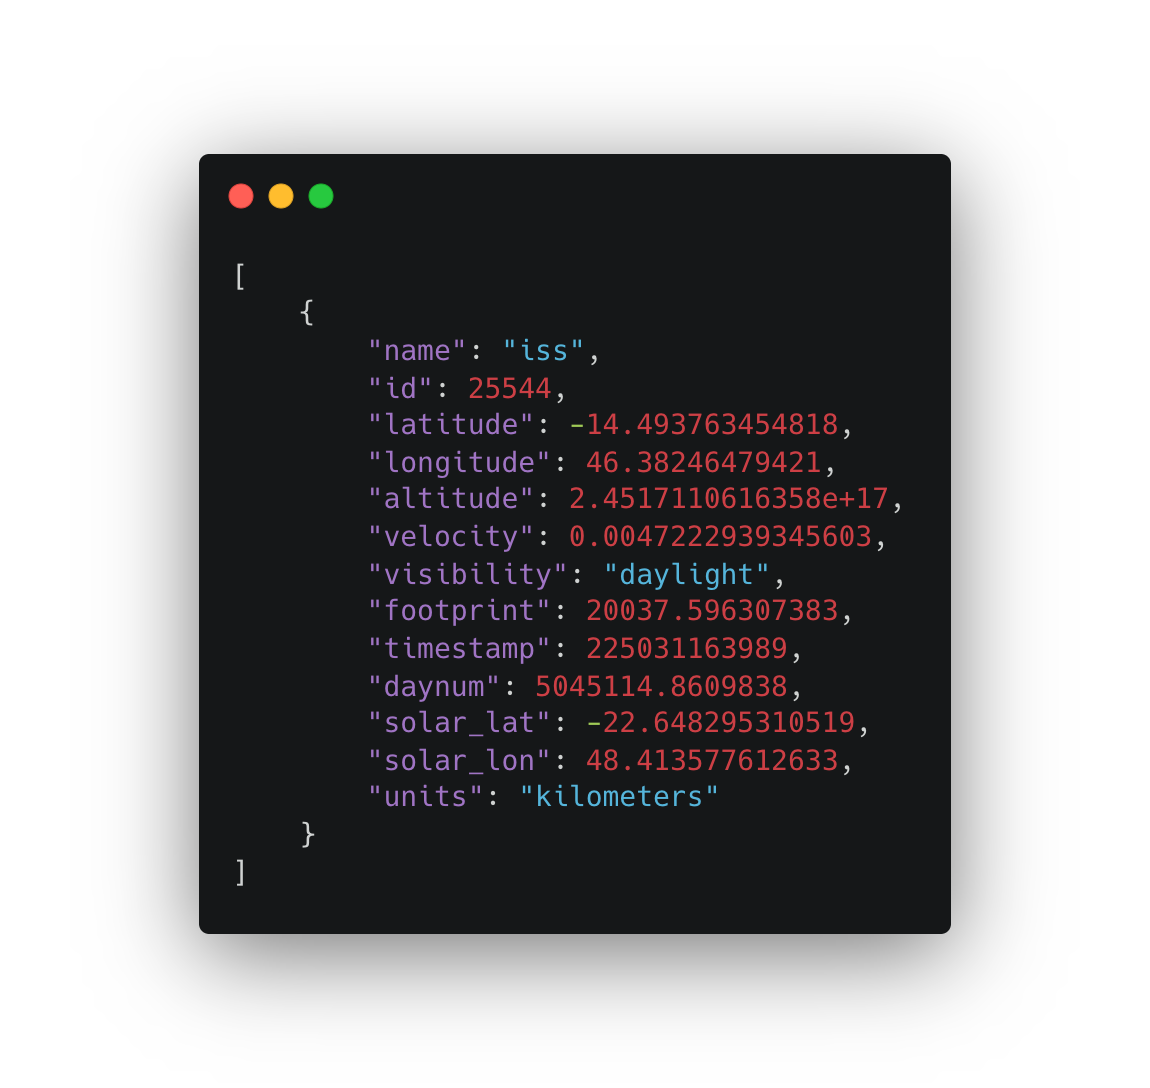 [
    {
        "name": "iss",
        "id": 25544,
        "latitude": -14.493763454818,
        "longitude": 46.38246479421,
        "altitude": 2.4517110616358e+17,
        "velocity": 0.0047222939345603,
        "visibility": "daylight",
        "footprint": 20037.596307383,
        "timestamp": 225031163989,
        "daynum": 5045114.8609838,
        "solar_lat": -22.648295310519,
        "solar_lon": 48.413577612633,
        "units": "kilometers"
    }
]